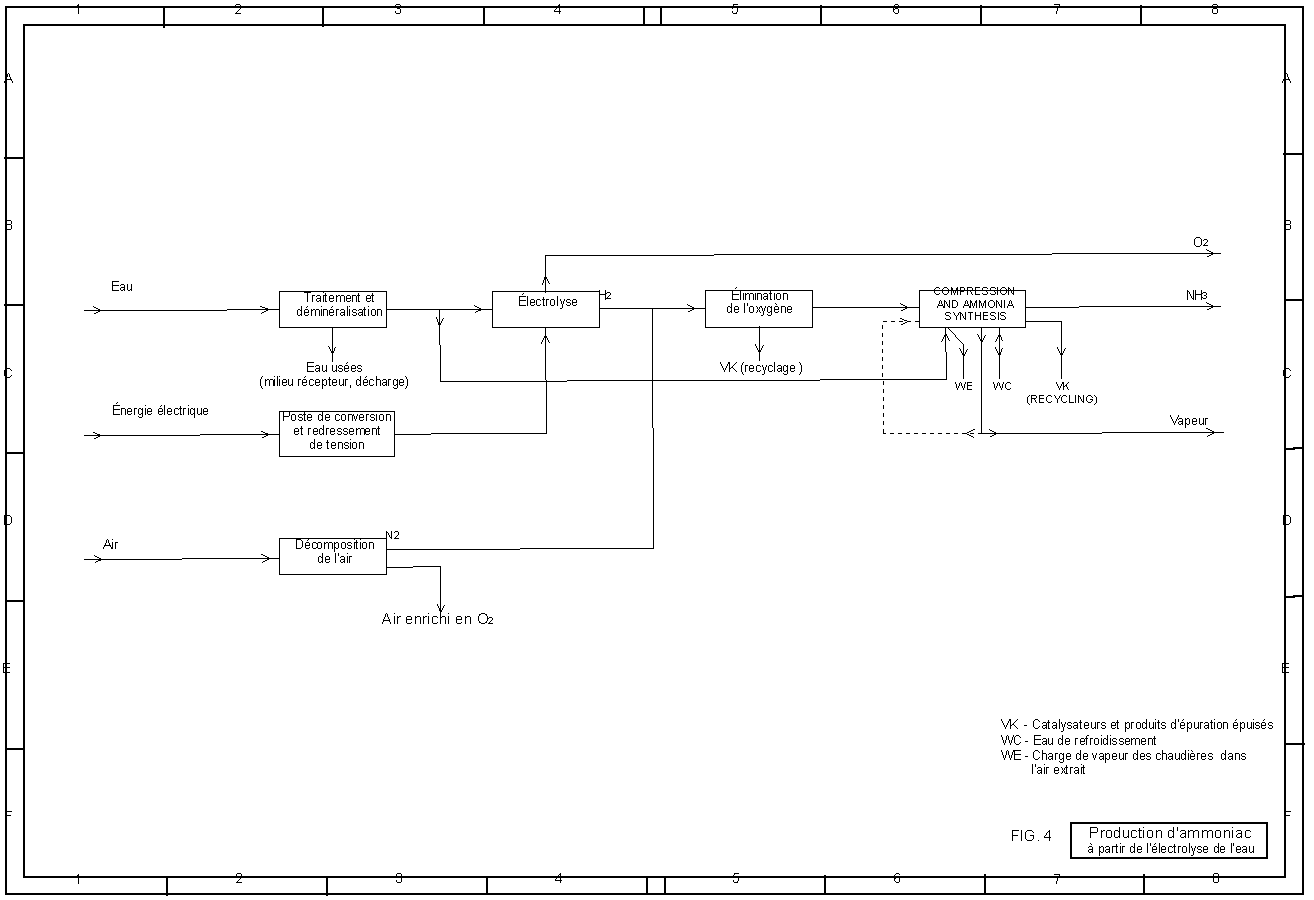 1 2 3 4 5 6 7 8
A A
B B
C C
D D
E E
F F
O2
Eau
Traitement et
déminéralisation
Électrolyse
H2
Élimination
de l'oxygène
COMPRESSION
AND AMMONIA
SYNTHESIS
NH3
Eau usées
(milieu récepteur, décharge)
VK (recyclage )
WE
WC
VK
(RECYCLING)
Énergie électrique
Poste de conversion
et redressement
de tension
Vapeur
Air
Décomposition
de l'air
N2
Air enrichi en O2
VK - Catalysateurs et produits d'épuration épuisés
WC - Eau de refroidissement
WE - Charge de vapeur des chaudières dans
l'air extrait
FIG. 4
Production d'ammoniac
à partir de l'électrolyse de l'eau
1 2 3 4 5 6 7 8